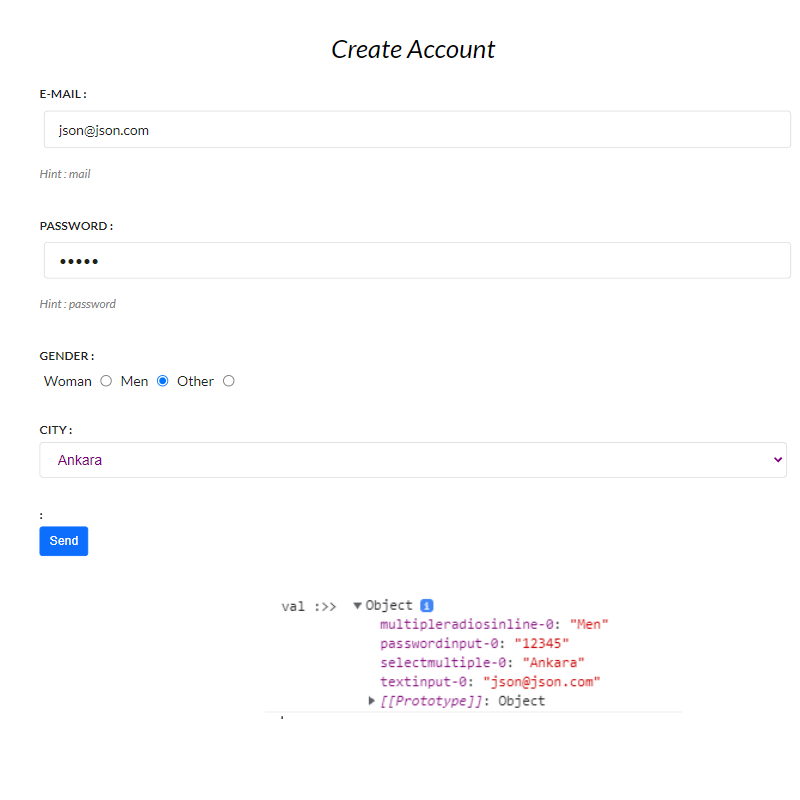 Create Account
E-MAIL :
json@json.com
Hint : mail
PASSWORD :
•••••
Hint : password
GENDER :
Woman Men Other
CITY :
Ankara
:
Send
val :>> ▼Object i
multipleradiosinline-0: "Men"
passwordinput-0: "12345"
selectmultiple-0: "Ankara"
textinput-0: "json@json.com"
▶[[Prototype]]: Object